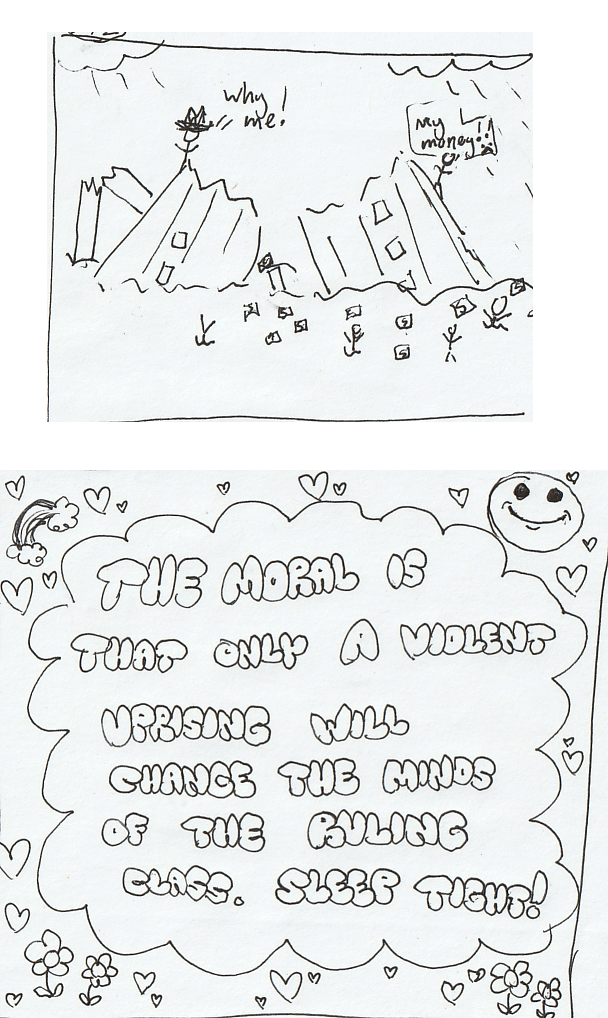 Why
me!
My
money!!
THE MORAL IS
THAT ONLY A VIOLENT
UPRISING WILL
CHANGE THE MINDS
OF THE RULING
CLASS. SLEEP TIGHT!